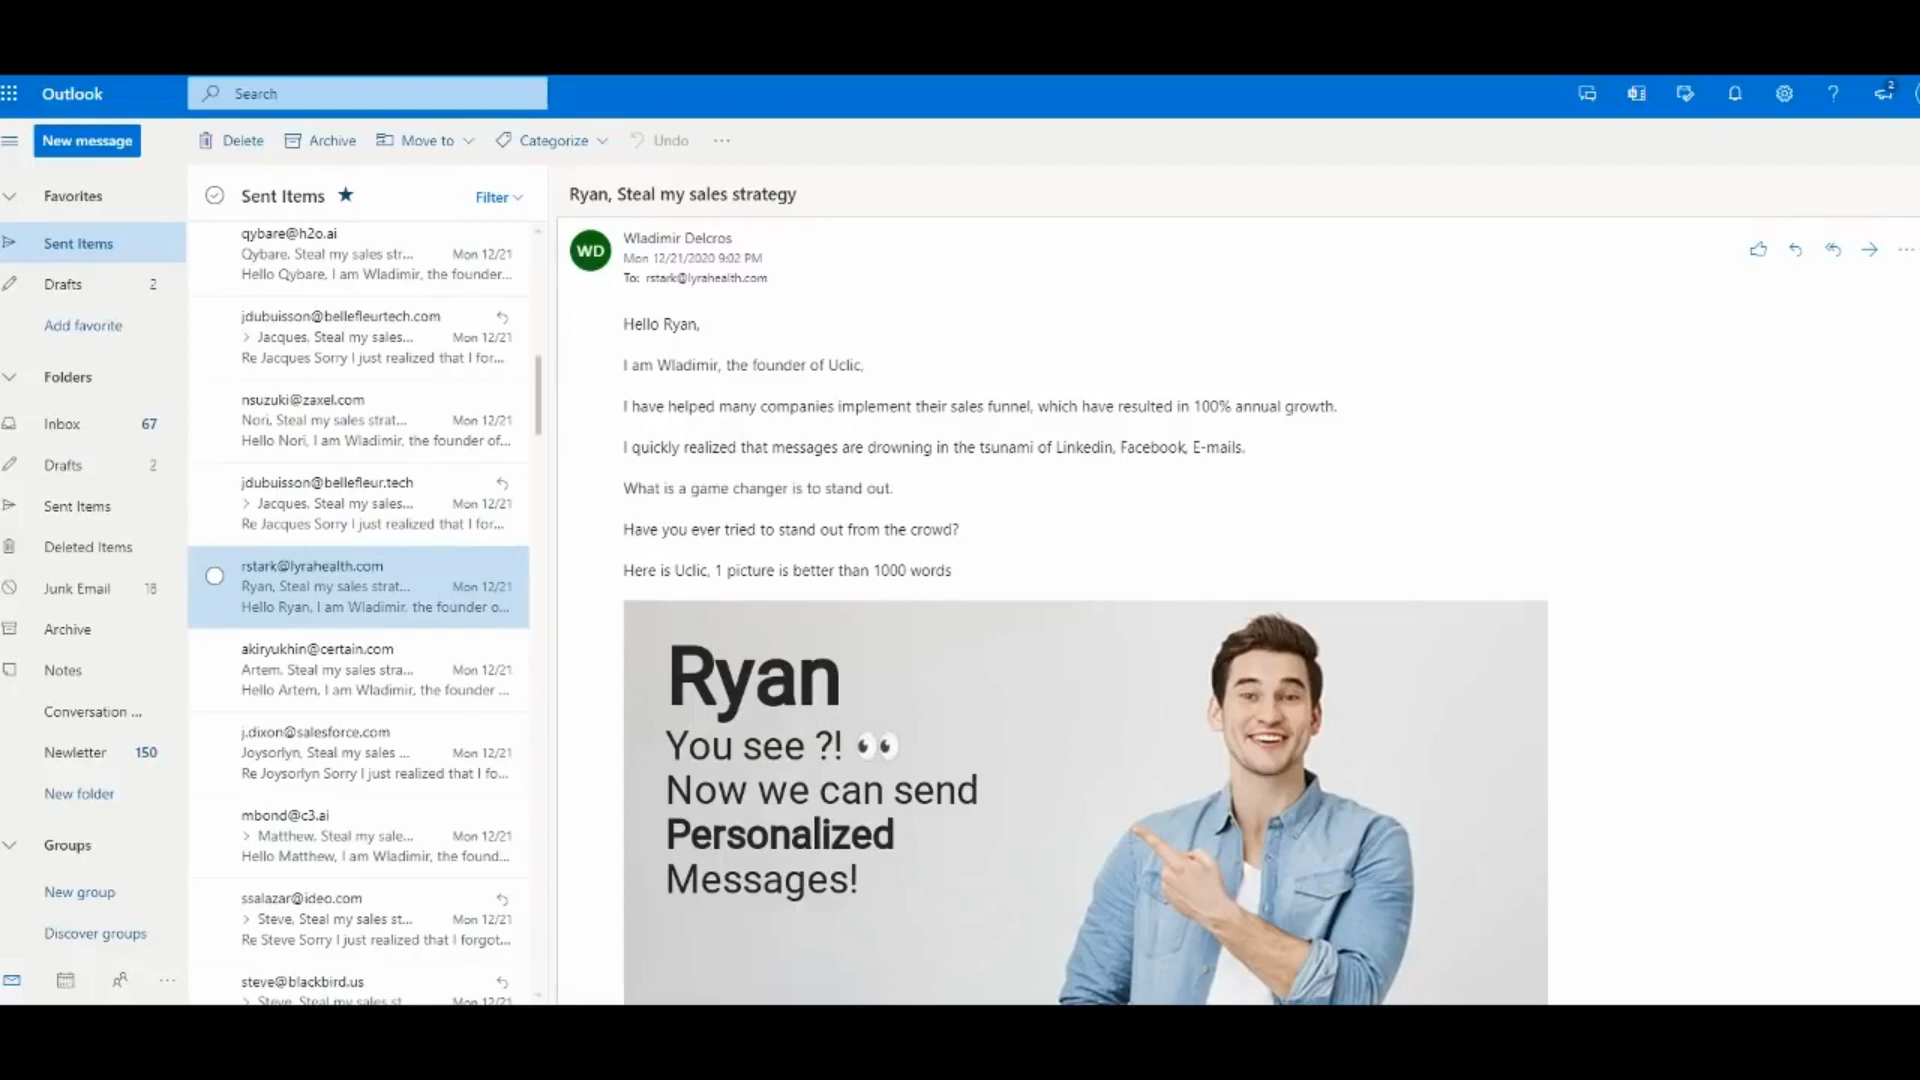 Outlook
Search
2
New message
Delete
Archive
Move to
Categorize
Undo
Favorites
Sent Items
Drafts 2
Add favorite
Folders
Inbox 67
Drafts 2
Sent Items
Deleted Items
Junk Email 18
Archive
Notes
Conversation ...
Newletter 150
New folder
Groups
New group
Discover groups
Sent Items
Filter
qybare@h2o.ai
Qybare, Steal my sales str... Mon 12/21
Hello Qybare, I am Wladimir, the founder...
jdubuisson@bellefleurtech.com
> Jacques, Steal my sales... Mon 12/21
Re Jacques Sorry I just realized that I for...
nsuzuki@zaxel.com
Nori, Steal my sales strat... Mon 12/21
Hello Nori, I am Wladimir, the founder of...
jdubuisson@bellefleur.tech
> Jacques, Steal my sales... Mon 12/21
Re Jacques Sorry I just realized that I for...
rstark@lyrahealth.com
Ryan, Steal my sales strat... Mon 12/21
Hello Ryan, I am Wladimir, the founder o...
akiryukhin@certain.com
Artem, Steal my sales stra... Mon 12/21
Hello Artem, I am Wladimir, the founder ...
j.dixon@salesforce.com
Joysorlyn, Steal my sales ... Mon 12/21
Re Joysorlyn Sorry I just realized that I fo...
mbond@c3.ai
> Matthew, Steal my sale... Mon 12/21
Hello Matthew, I am Wladimir, the found...
ssalazar@ideo.com
> Steve, Steal my sales st... Mon 12/21
Re Steve Sorry I just realized that I forgot...
steve@blackbird.us
> Steve, Steal my sales st... Mon 12/21
Ryan, Steal my sales strategy
WD
Wladimir Delcros
Mon 12/21/2020 9:02 PM
To: rstark@lyrahealth.com
Hello Ryan,
I am Wladimir, the founder of Uclic,
I have helped many companies implement their sales funnel, which have resulted in 100% annual growth.
I quickly realized that messages are drowning in the tsunami of Linkedin, Facebook, E-mails.
What is a game changer is to stand out.
Have you ever tried to stand out from the crowd?
Here is Uclic, 1 picture is better than 1000 words
Ryan
You see ?! 👀
Now we can send
Personalized
Messages!